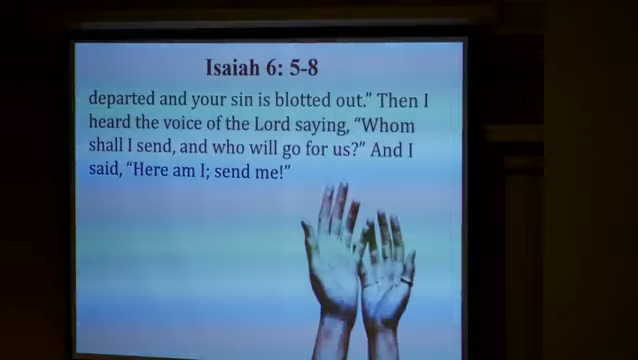 Isaiah 6: 5-8
departed and your sin is blotted out.” Then I
heard the voice of the Lord saying, “Whom
shall I send, and who will go for us?” And I
said, “Here am I; send me!”